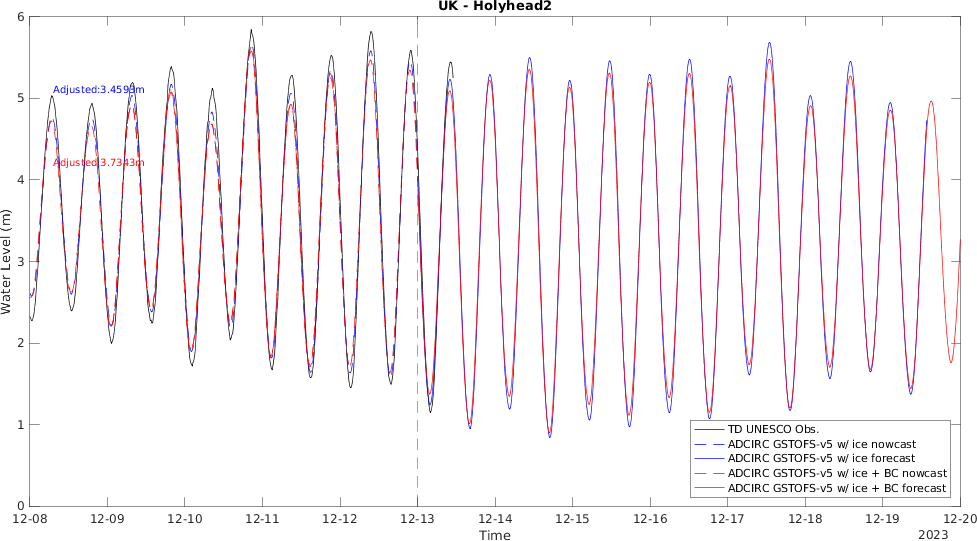 UK - Holyhead2
6
5
4
3
2
1
0
Water Level (m)
Adjusted:3.4599m
Adjusted:3.7343m
TD UNESCO Obs.
ADCIRC GSTOFS-v5 w/ ice nowcast
ADCIRC GSTOFS-v5 w/ ice forecast
ADCIRC GSTOFS-v5 w/ ice + BC nowcast
ADCIRC GSTOFS-v5 w/ ice + BC forecast
12-08 12-09 12-10 12-11 12-12 12-13 12-14 12-15 12-16 12-17 12-18 12-19 12-20
Time
2023